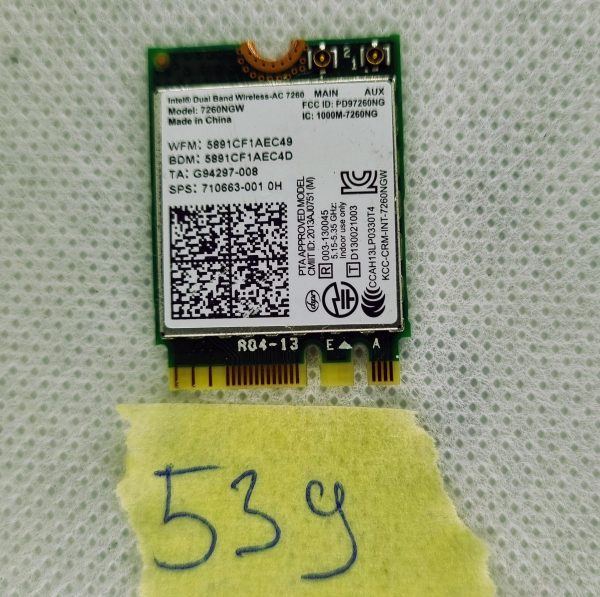 2
1
Intel® Dual Band Wireless-AC 7260 MAIN AUX
Model: 7260NGW FCC ID: PD97260NG
Made in China IC: 1000M-7260NG
WFM: 5891CF1AEC49
BDM: 5891CF1AEC4D
TA: G94297-008
SPS: 710663-001 0H
PTA APPROVED MODEL
CMIIT ID: 2013AJ0751 (M)
R 003-130045
5.15-5.35 GHz
Indoor use only
T D130021003
CCAH13LP0330T4
KCC-CRM-INT-7260NGW
R04-13 E A
539